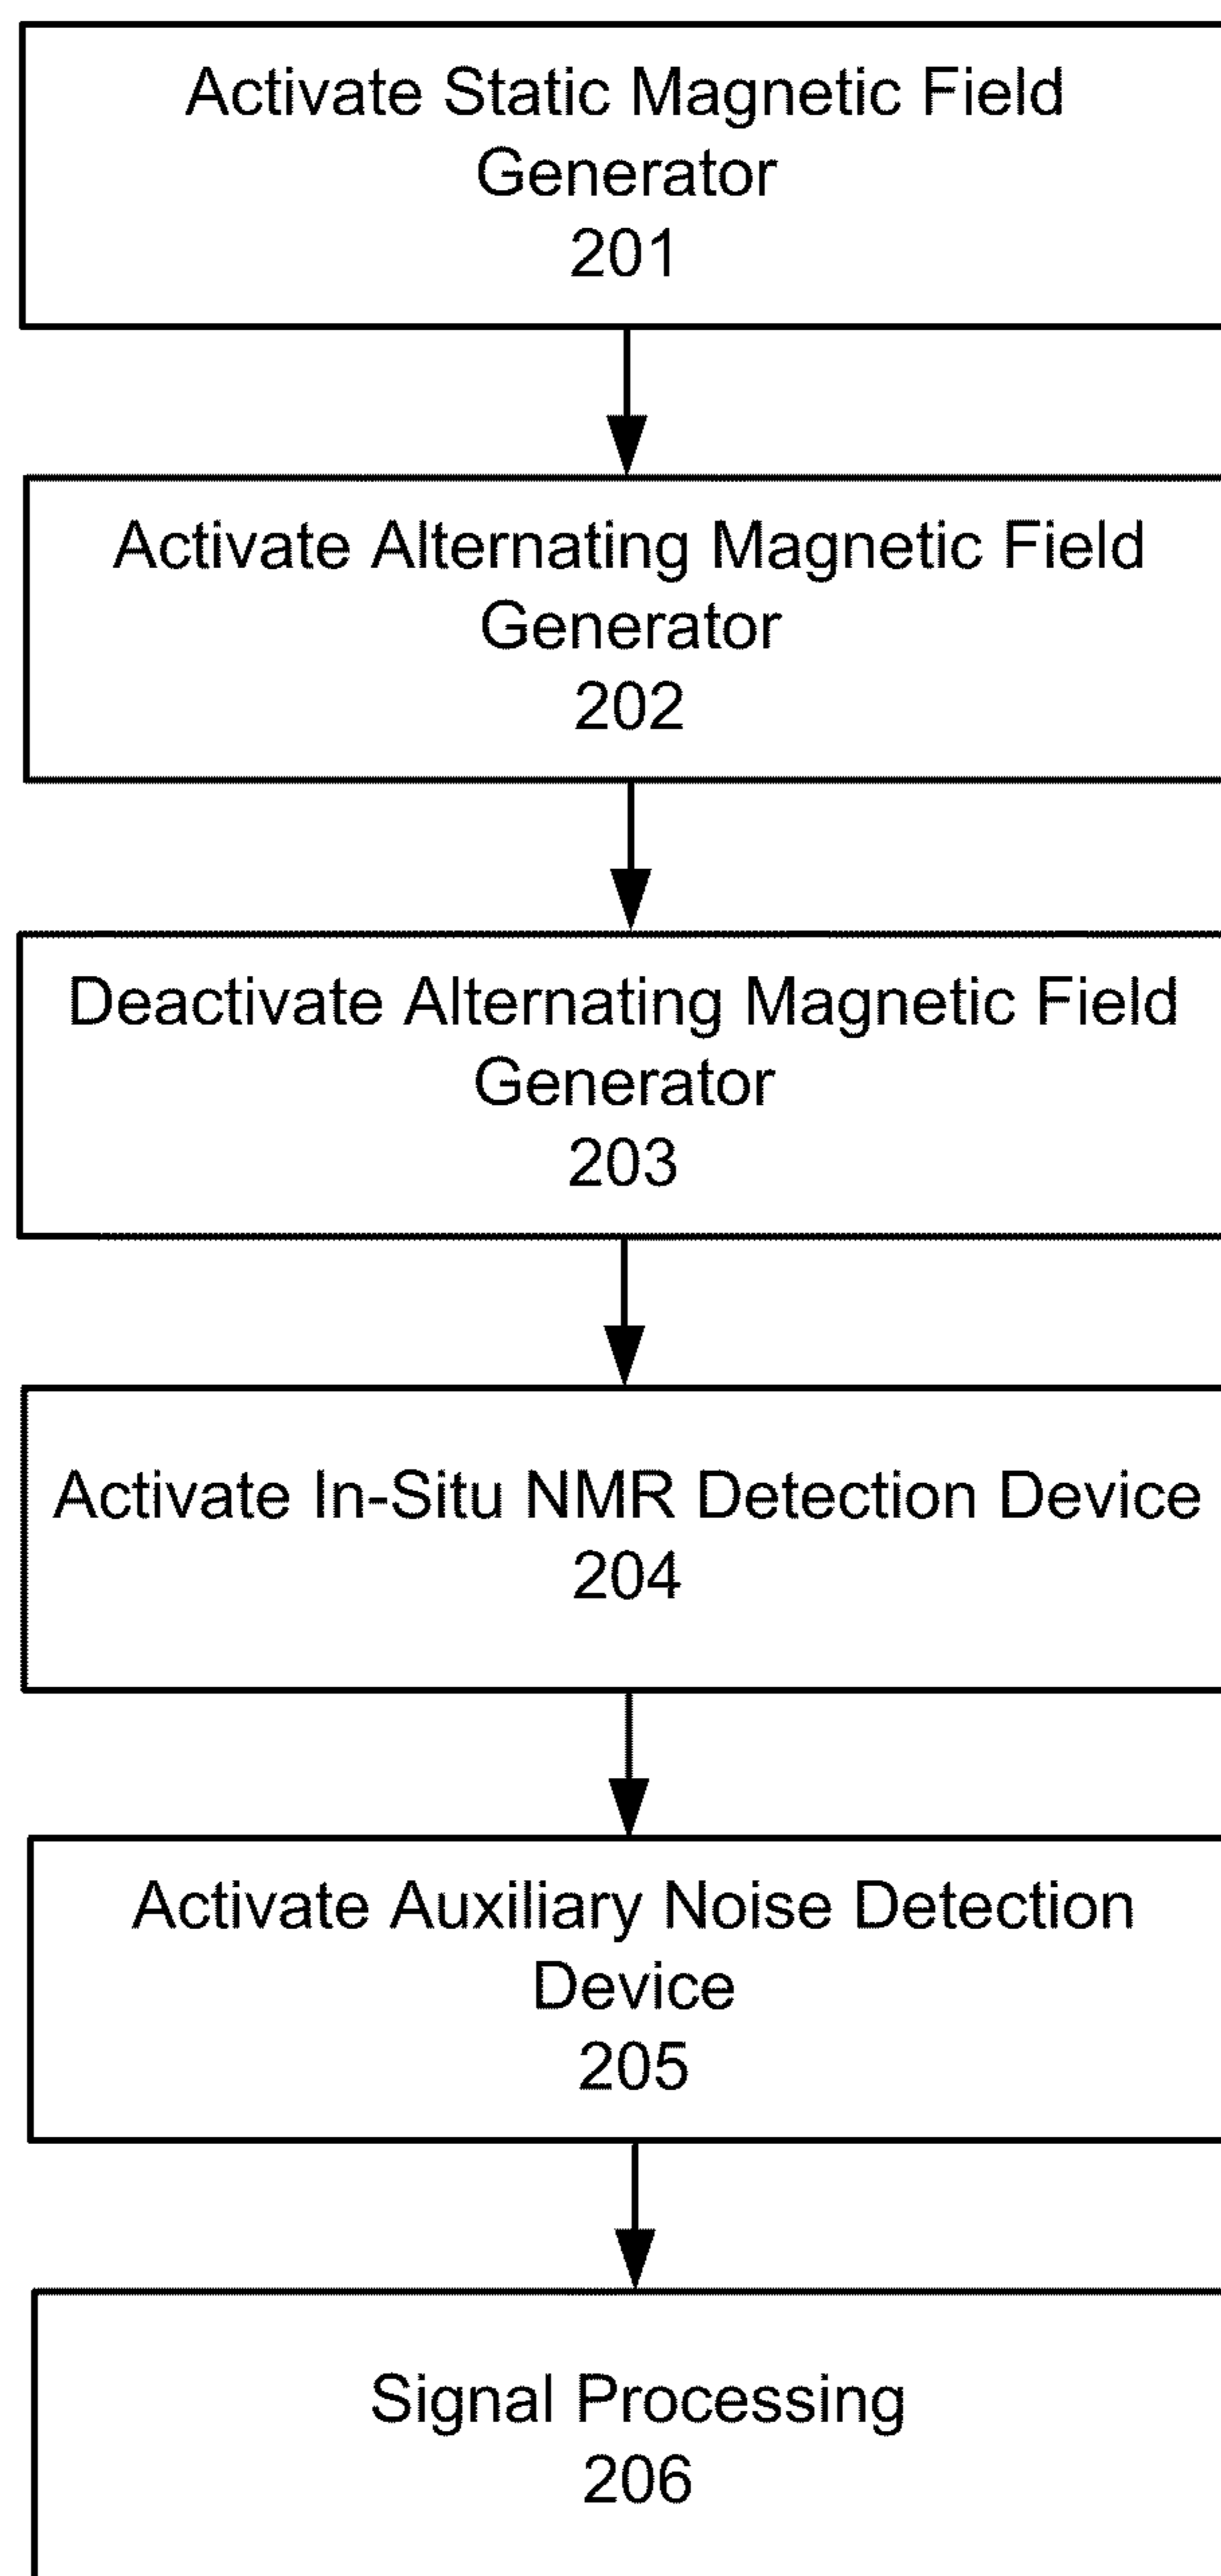 Activate Static Magnetic Field
Generator
201
Activate Alternating Magnetic Field
Generator
202
Deactivate Alternating Magnetic Field
Generator
203
Activate In-Situ NMR Detection Device
204
Activate Auxiliary Noise Detection
Device
205
Signal Processing
206